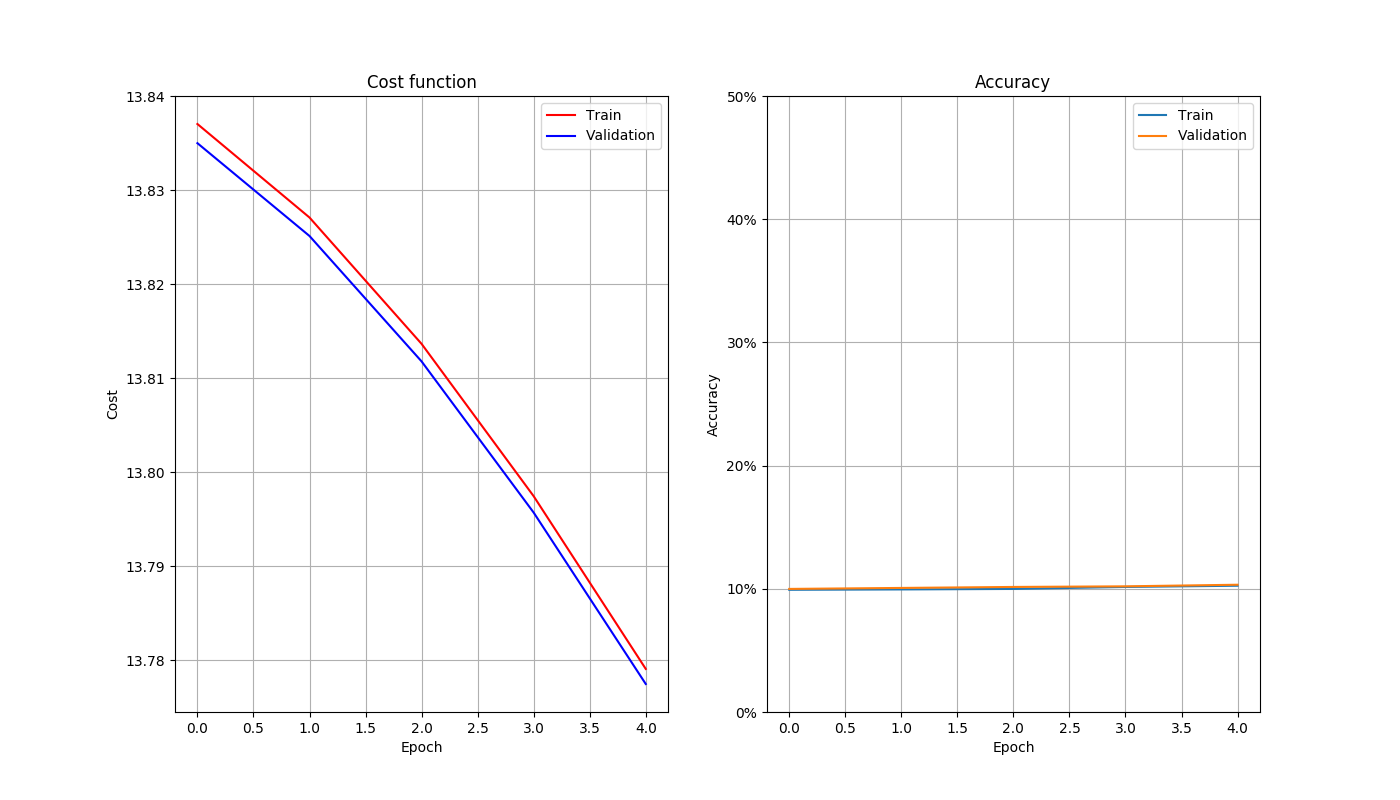 Cost function
13.84
13.83
13.82
13.81
13.80
13.79
13.78
Cost
Train
Validation
0.0 0.5 1.0 1.5 2.0 2.5 3.0 3.5 4.0
Epoch
Accuracy
50%
40%
30%
20%
10%
0%
Accuracy
Train
Validation
0.0 0.5 1.0 1.5 2.0 2.5 3.0 3.5 4.0
Epoch